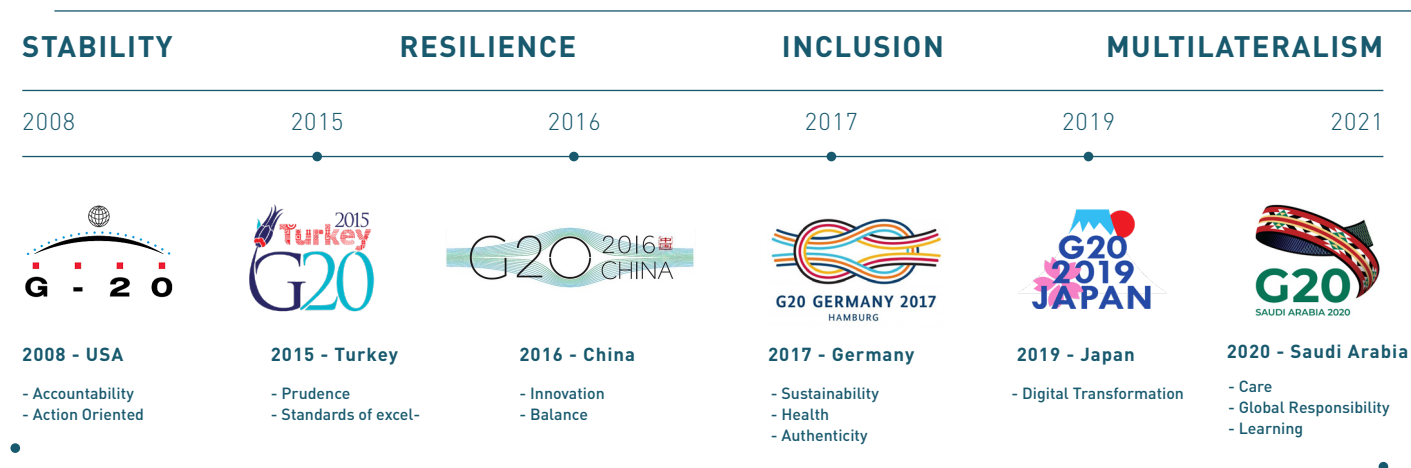 STABILITY RESILIENCE INCLUSION MULTILATERALISM
2008 2015 2016 2017 2019 2021
G - 20
2015
Turkey
G20
G20 2016
CHINA
G20 GERMANY 2017
HAMBURG
G20
2019
JAPAN
G20
SAUDI ARABIA 2020
2008 - USA
- Accountability
- Action Oriented
2015 - Turkey
- Prudence
- Standards of excel-
2016 - China
- Innovation
- Balance
2017 - Germany
- Sustainability
- Health
- Authenticity
2019 - Japan
- Digital Transformation
2020 - Saudi Arabia
- Care
- Global Responsibility
- Learning